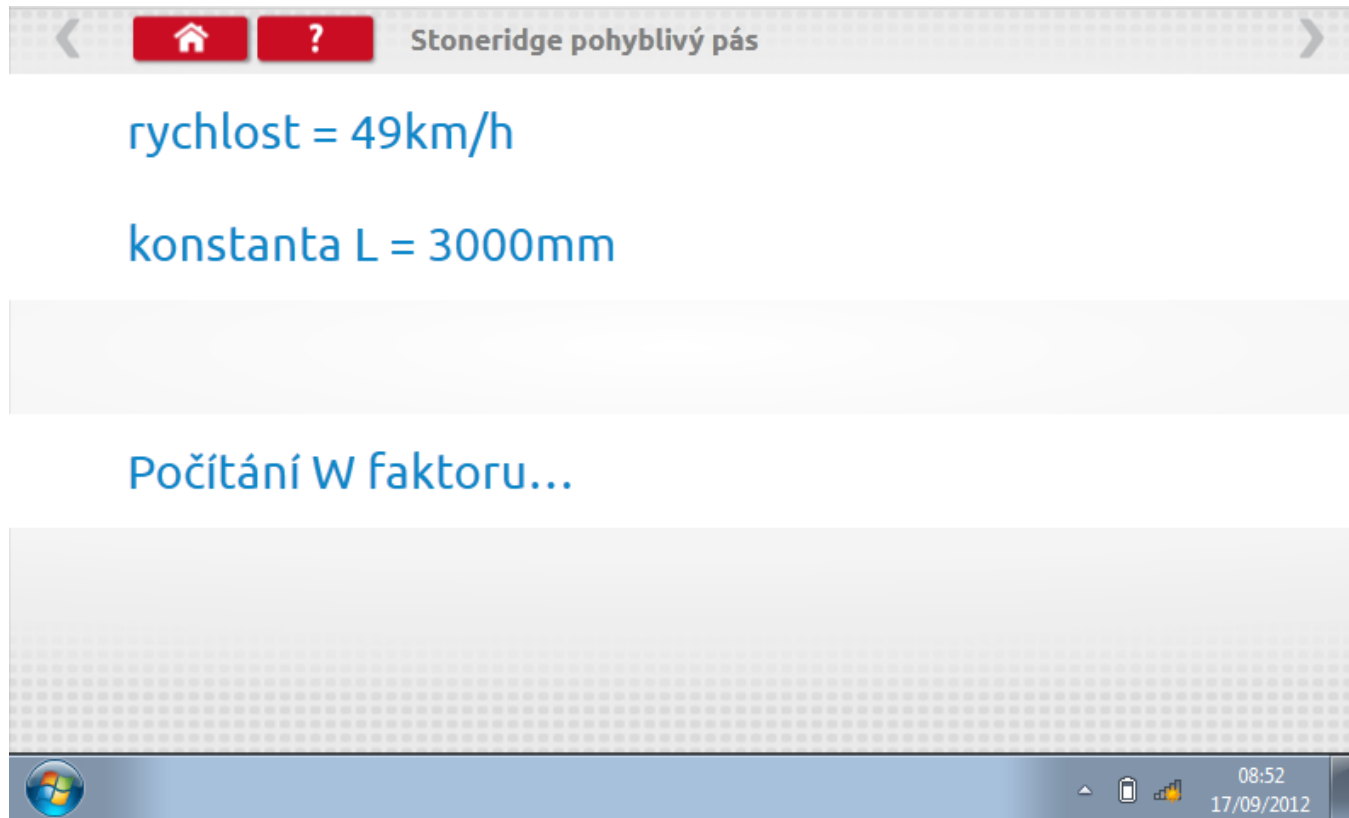 ? Stoneridge pohyblivý pás
rychlost = 49km/h
konstanta L = 3000mm
Počítání W faktoru...
08:52
17/09/2012